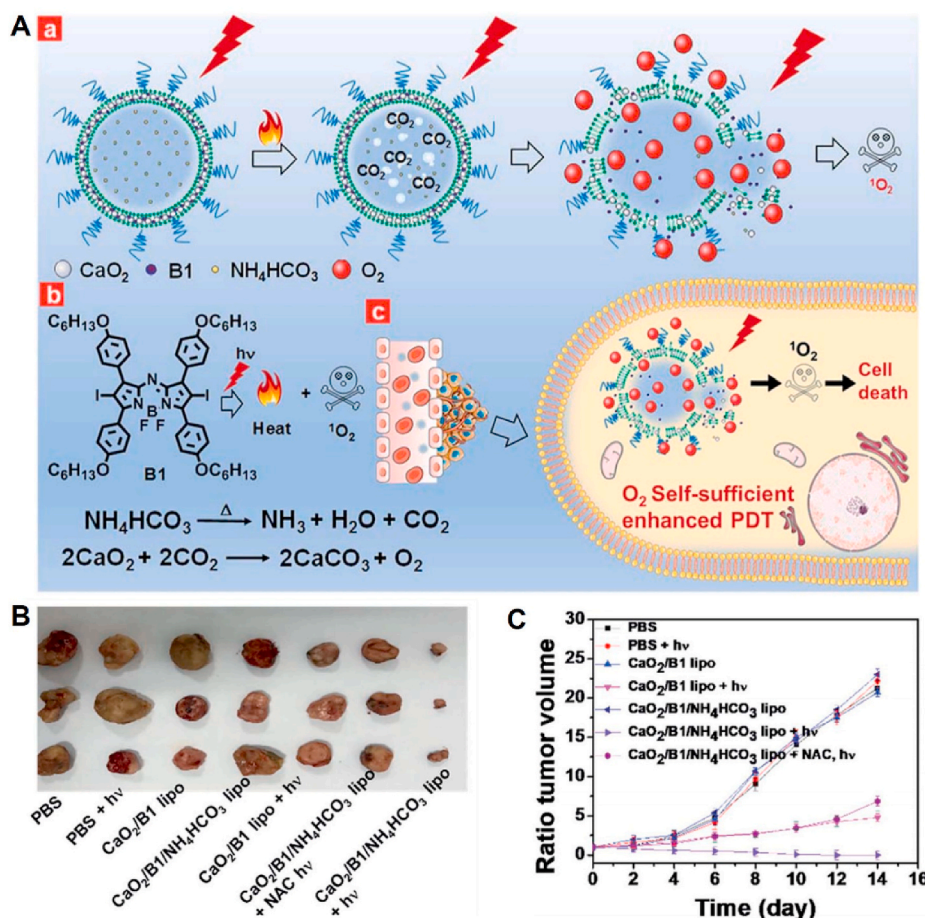 A
a
CO₂
CO₂
CO₂
CO₂
CO₂
¹O₂
CaO₂ B1 NH₄HCO₃ O₂
b
C₆H₁₃O OC₆H₁₃
N
I I
N N
B
F F
C₆H₁₃O OC₆H₁₃
B1
hν
Heat
+
¹O₂
c
¹O₂
Cell
death
O₂ Self-sufficient
enhanced PDT
NH₄HCO₃ Δ→ NH₃ + H₂O + CO₂
2CaO₂ + 2CO₂ → 2CaCO₃ + O₂
B
PBS
PBS + hν
CaO₂/B1 lipo
CaO₂/B1/NH₄HCO₃ lipo
CaO₂/B1 lipo + hν
CaO₂/B1/NH₄HCO₃ lipo
+ NAC hν
CaO₂/B1/NH₄HCO₃ lipo
+ hν
C
PBS
PBS + hν
CaO₂/B1 lipo
CaO₂/B1 lipo + hν
CaO₂/B1/NH₄HCO₃ lipo
CaO₂/B1/NH₄HCO₃ lipo + hν
CaO₂/B1/NH₄HCO₃ lipo + NAC, hν
Ratio tumor volume
30
25
20
15
10
5
0
0 2 4 6 8 10 12 14 16
Time (day)